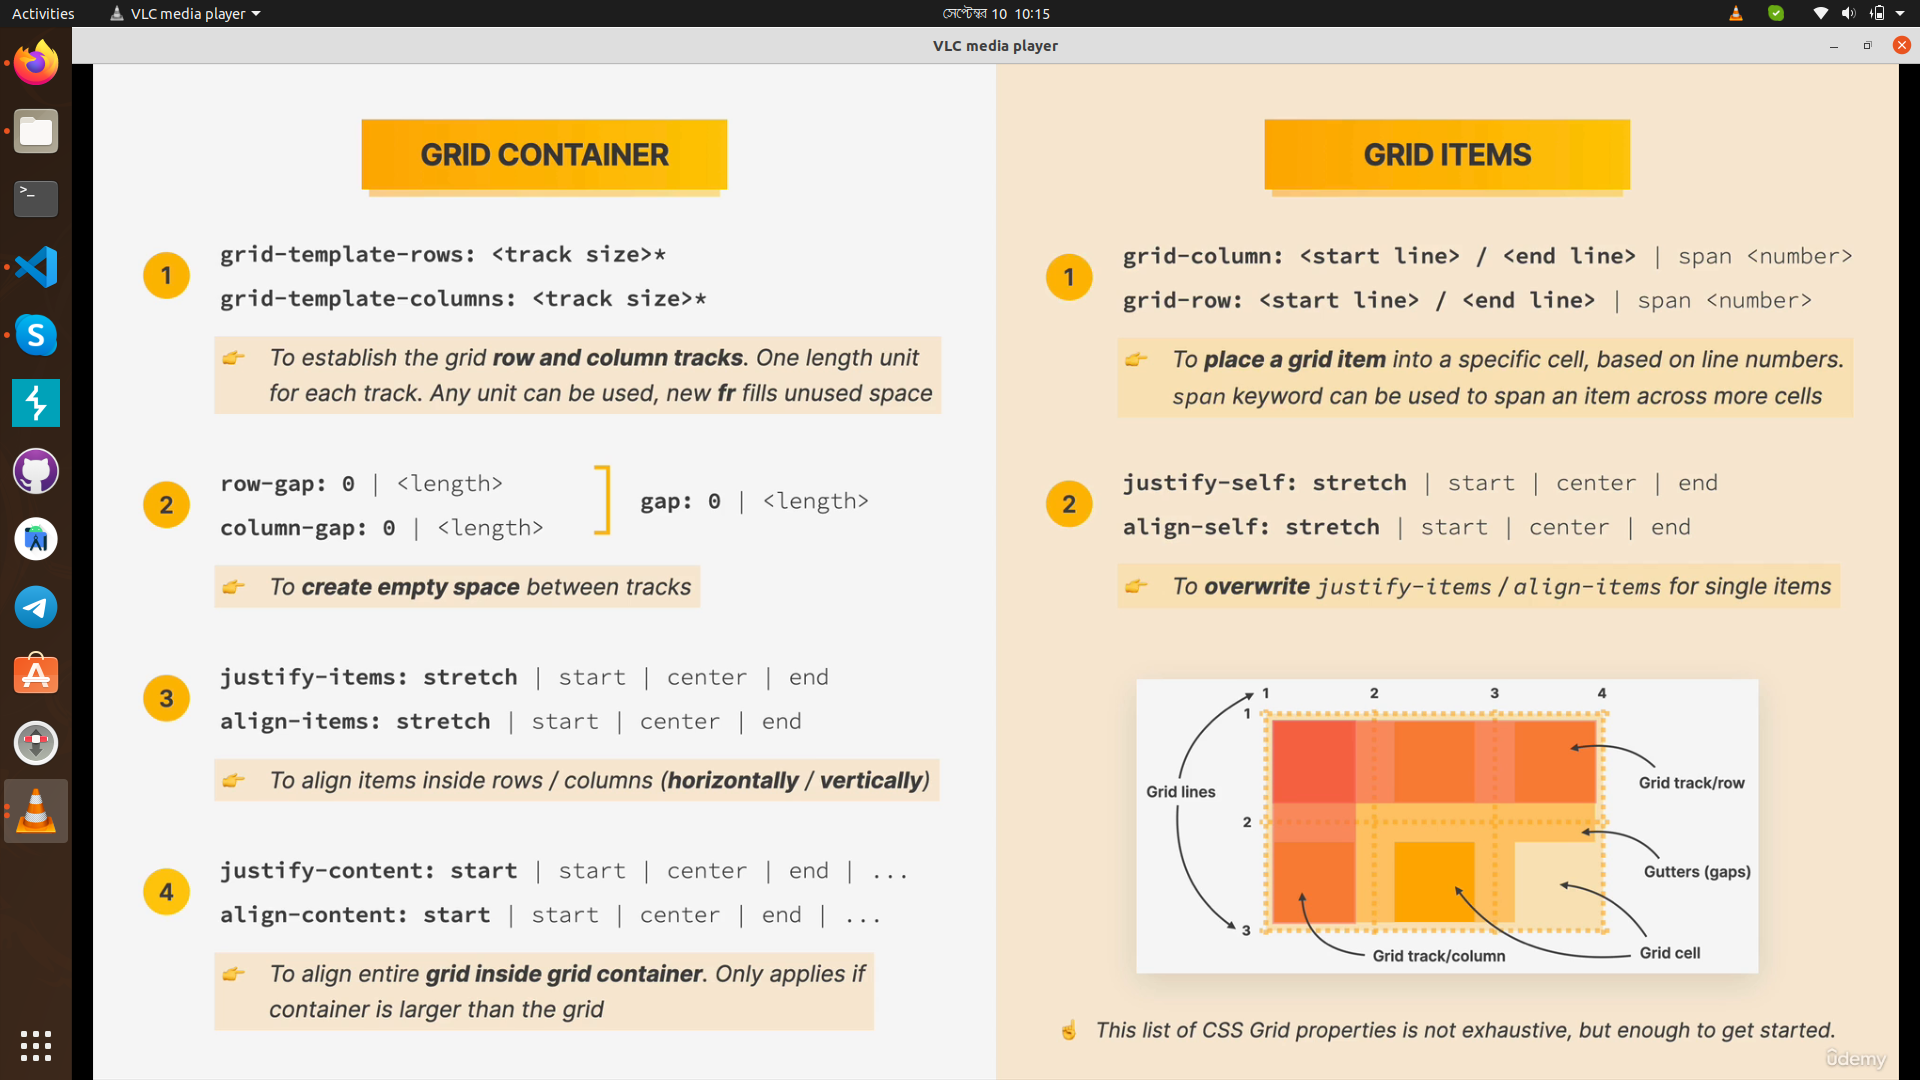 Activities
VLC media player
সেপ্টেম্বর 10 10:15
VLC media player
GRID CONTAINER
1
grid-template-rows: <track size>*
grid-template-columns: <track size>*
To establish the grid row and column tracks. One length unit
for each track. Any unit can be used, new fr fills unused space
2
row-gap: 0 | <length>
column-gap: 0 | <length>
gap: 0 | <length>
To create empty space between tracks
3
justify-items: stretch | start | center | end
align-items: stretch | start | center | end
To align items inside rows / columns (horizontally / vertically)
4
justify-content: start | start | center | end | ...
align-content: start | start | center | end | ...
To align entire grid inside grid container. Only applies if
container is larger than the grid
GRID ITEMS
1
grid-column: <start line> / <end line> | span <number>
grid-row: <start line> / <end line> | span <number>
To place a grid item into a specific cell, based on line numbers.
span keyword can be used to span an item across more cells
2
justify-self: stretch | start | center | end
align-self: stretch | start | center | end
To overwrite justify-items / align-items for single items
1 2 3 4
1
Grid track/row
Grid lines
2
Gutters (gaps)
3
Grid cell
Grid track/column
This list of CSS Grid properties is not exhaustive, but enough to get started.
ûdemy